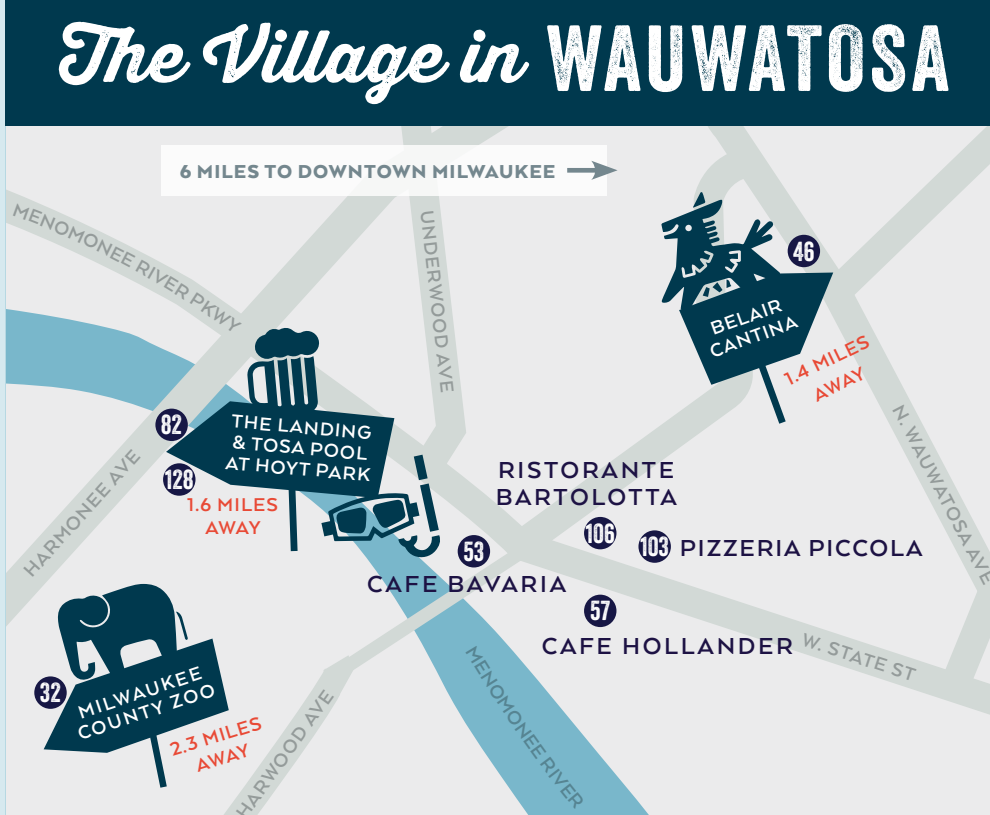 The Village in WAUWATOSA
6 MILES TO DOWNTOWN MILWAUKEE
MENOMONEE RIVER PKWY
UNDERWOOD AVE
46
BELAIR
CANTINA
1.4 MILES
AWAY
N. WAUWATOSA AVE
82
THE LANDING
& TOSA POOL
AT HOYT PARK
128
1.6 MILES
AWAY
HARMONEE AVE
RISTORANTE
BARTOLOTTA
106
103 PIZZERIA PICCOLA
53
CAFE BAVARIA
57
CAFE HOLLANDER
W. STATE ST
32
MILWAUKEE
COUNTY ZOO
2.3 MILES
AWAY
HARWOOD AVE
MENOMONEE RIVER